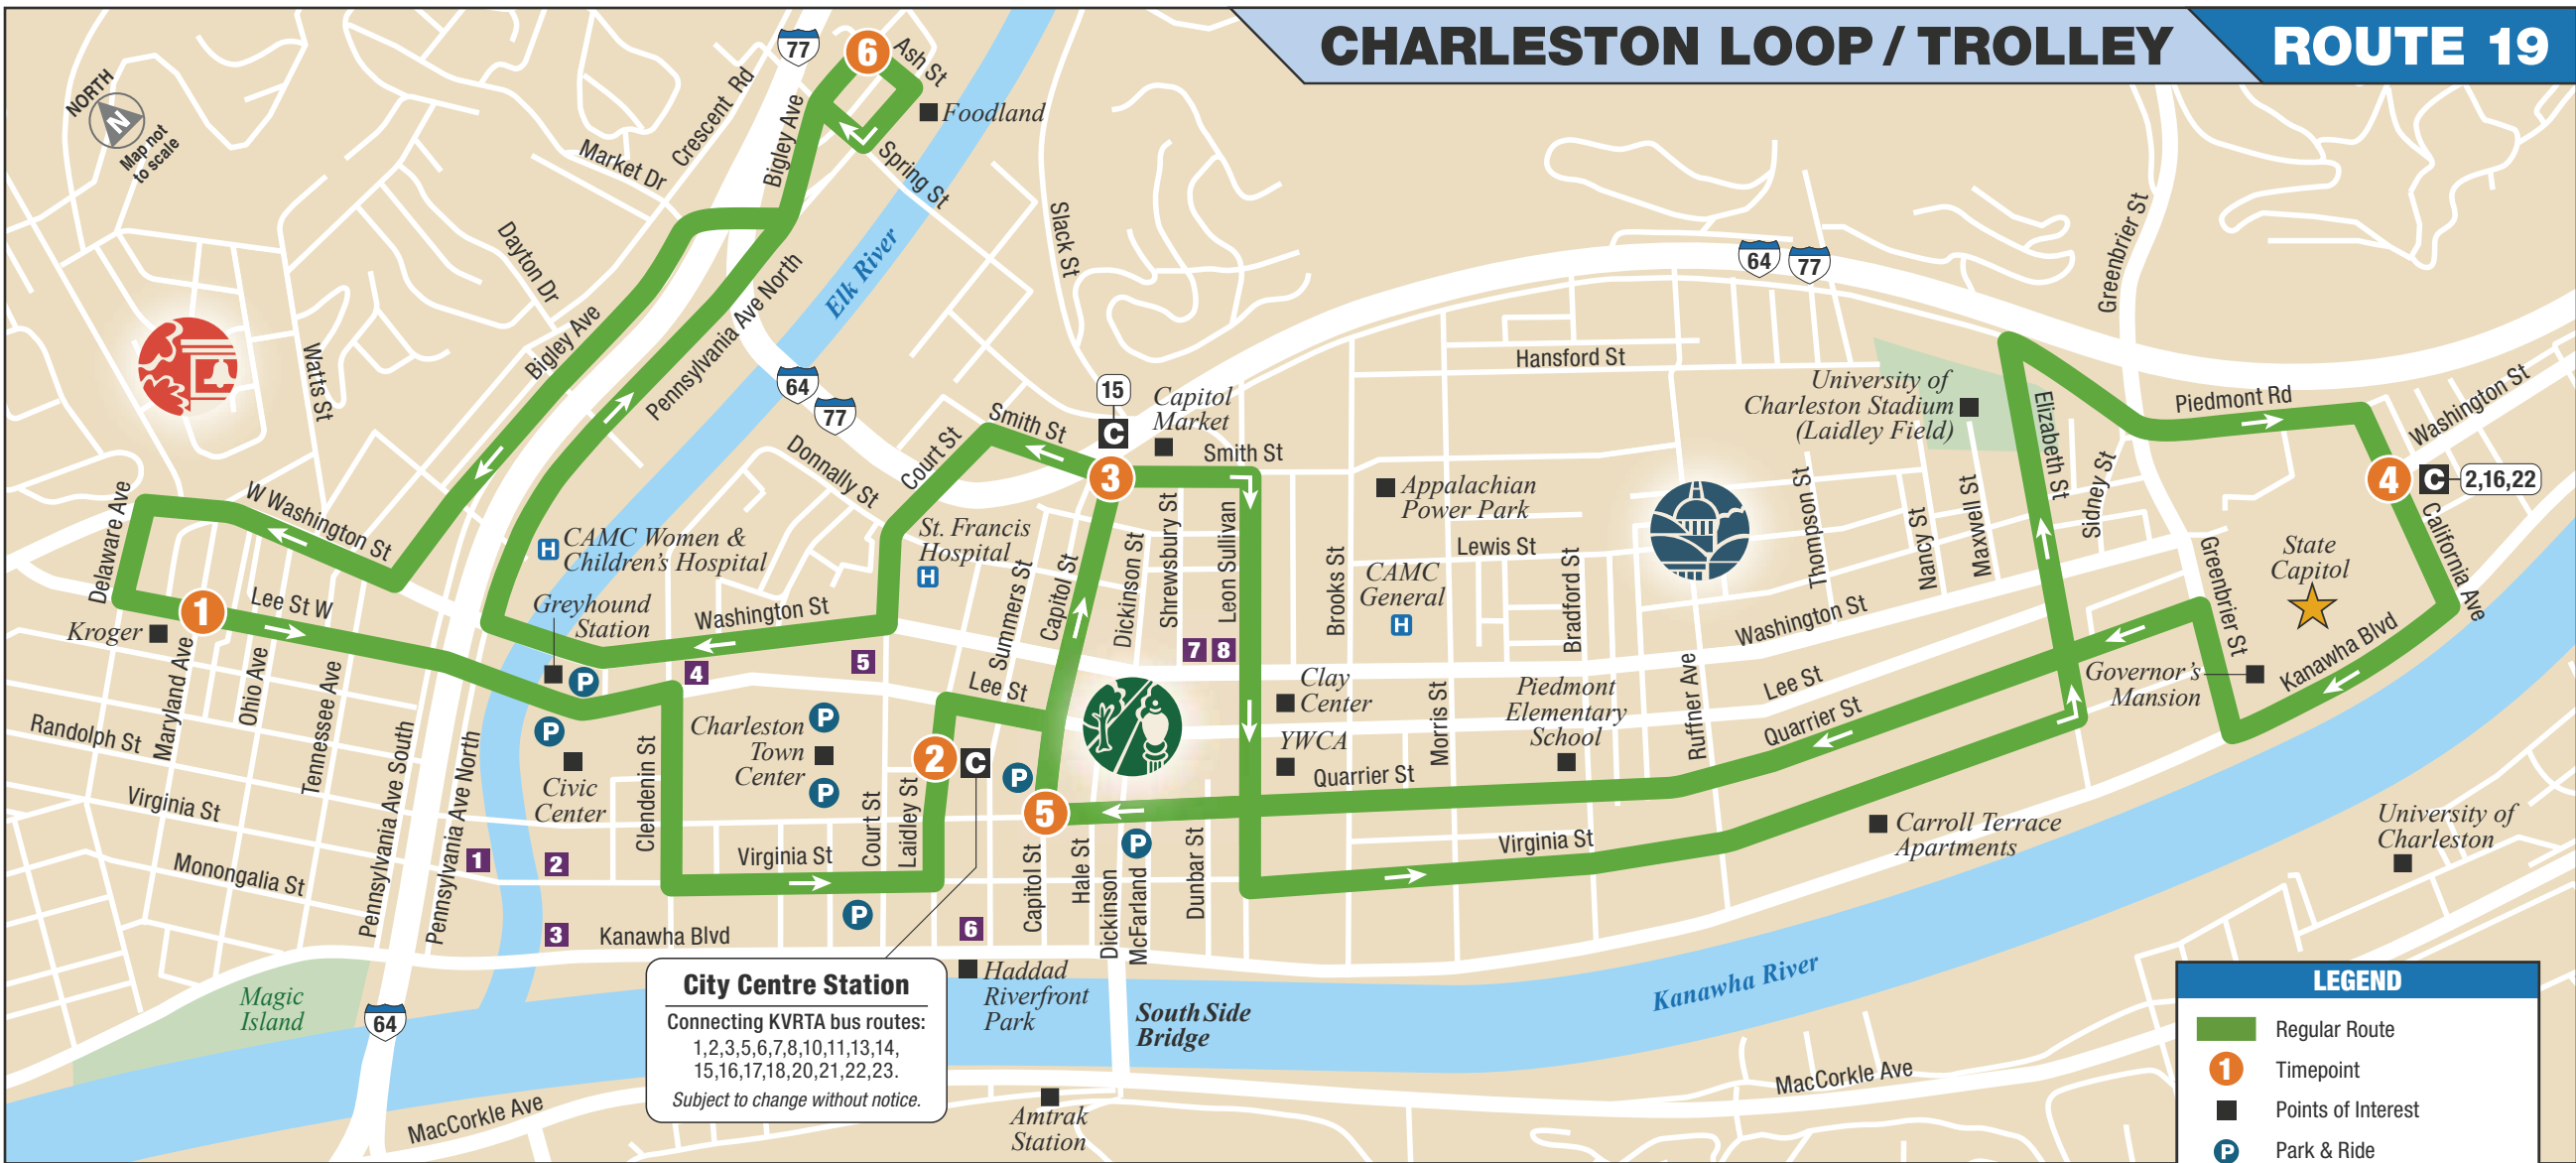 CHARLESTON LOOP / TROLLEY
ROUTE 19
NORTH
N
Map not
to scale
77
6
Ash St
Foodland
Crescent Rd
Bigley Ave
Market Dr
Spring St
Slack St
Dayton Dr
Elk River
Bigley Ave
Pennsylvania Ave North
Watts St
64
77
64
77
Greenbrier St
Hansford St
15
C
Capitol
Market
Smith St
3
Smith St
Court St
Donnally St
University of
Charleston Stadium
(Laidley Field)
Elizabeth St
Piedmont Rd
Washington St
4
C
2,16,22
California Ave
Sidney St
Maxwell St
Nancy St
Thompson St
Appalachian
Power Park
Lewis St
Delaware Ave
W Washington St
H
CAMC Women &
Children's Hospital
St. Francis
Hospital
H
Summers St
Capitol St
Dickinson St
Shrewsbury St
Leon Sullivan
Brooks St
CAMC
General
H
Bradford St
Greenbrier St
State
Capitol
Kroger
1
Lee St W
Greyhound
Station
Washington St
Washington St
P
4
5
7
8
Lee St
Lee St
Clay
Center
Piedmont
Elementary
School
Ruffner Ave
Quarrier St
Governor's
Mansion
Kanawha Blvd
Randolph St
Maryland Ave
Ohio Ave
Tennessee Ave
Pennsylvania Ave South
Pennsylvania Ave North
P
Civic
Center
Clendenin St
Charleston
Town
Center
P
P
2
C
P
5
YWCA
Quarrier St
Morris St
Virginia St
Monongalia St
1
2
3
Virginia St
Court St
Laidley St
P
Capitol St
Hale St
Dickinson
McFarland
P
Dunbar St
Virginia St
Carroll Terrace
Apartments
University of
Charleston
Kanawha Blvd
6
Haddad
Riverfront
Park
Magic
Island
64
City Centre Station
Connecting KVRTA bus routes:
1,2,3,5,6,7,8,10,11,13,14,
15,16,17,18,20,21,22,23.
Subject to change without notice.
South Side
Bridge
Kanawha River
MacCorkle Ave
MacCorkle Ave
Amtrak
Station
LEGEND
Regular Route
1
Timepoint
Points of Interest
P
Park & Ride